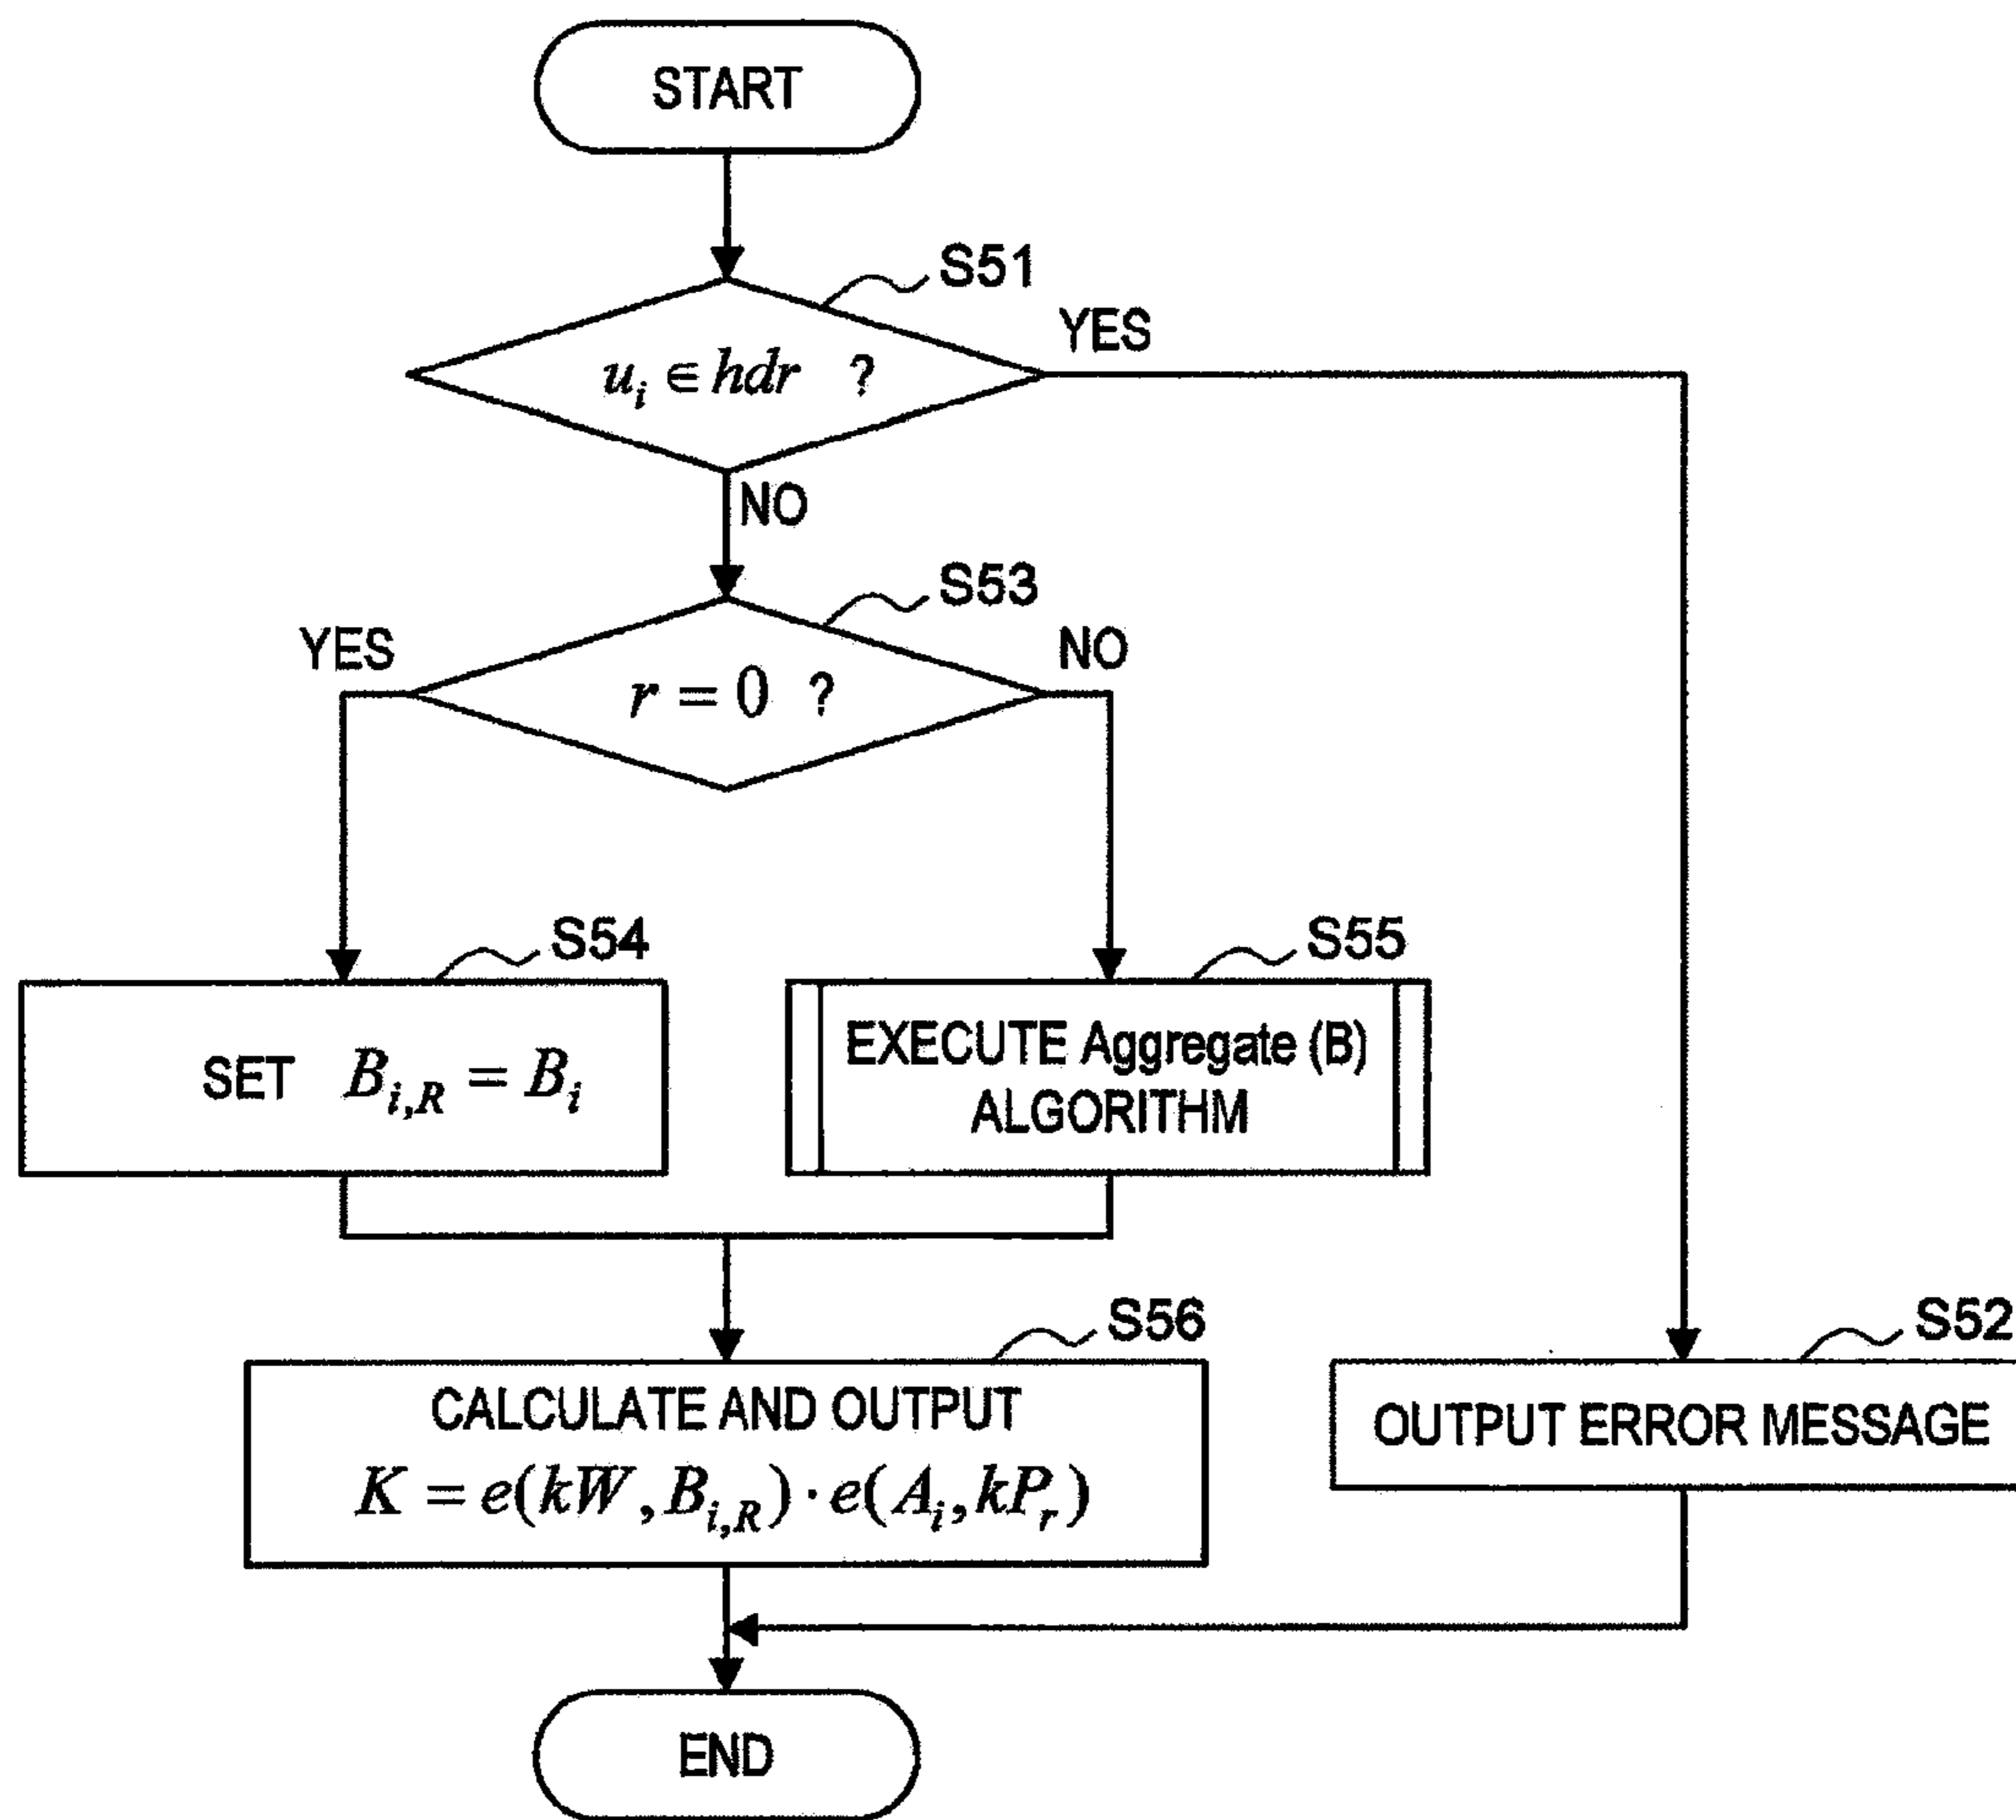 START
S51
YES
u_i ∈ hdr ?
NO
S53
YES
NO
r = 0 ?
S54
S55
SET B_{i,R} = B_i
EXECUTE Aggregate (B)
ALGORITHM
S56
S52
CALCULATE AND OUTPUT
K = e(kW, B_{i,R}) · e(A_i, kP_r)
OUTPUT ERROR MESSAGE
END